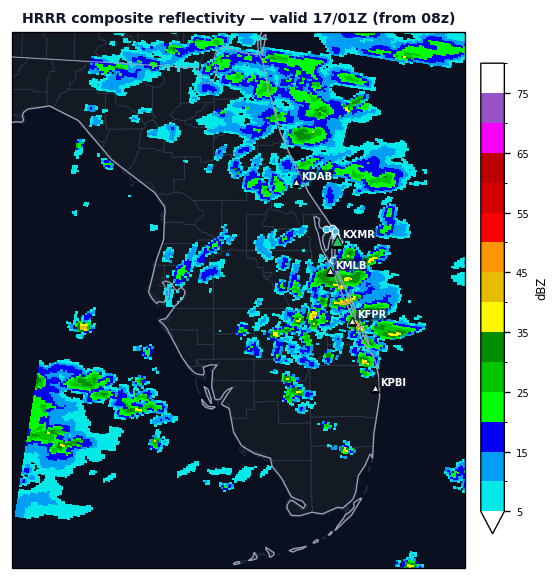 HRRR composite reflectivity — valid 17/01Z (from 08z)
75
65
55
45
35
25
15
5
dBZ
KDAB
KXMR
KMLB
KFPR
KPBI